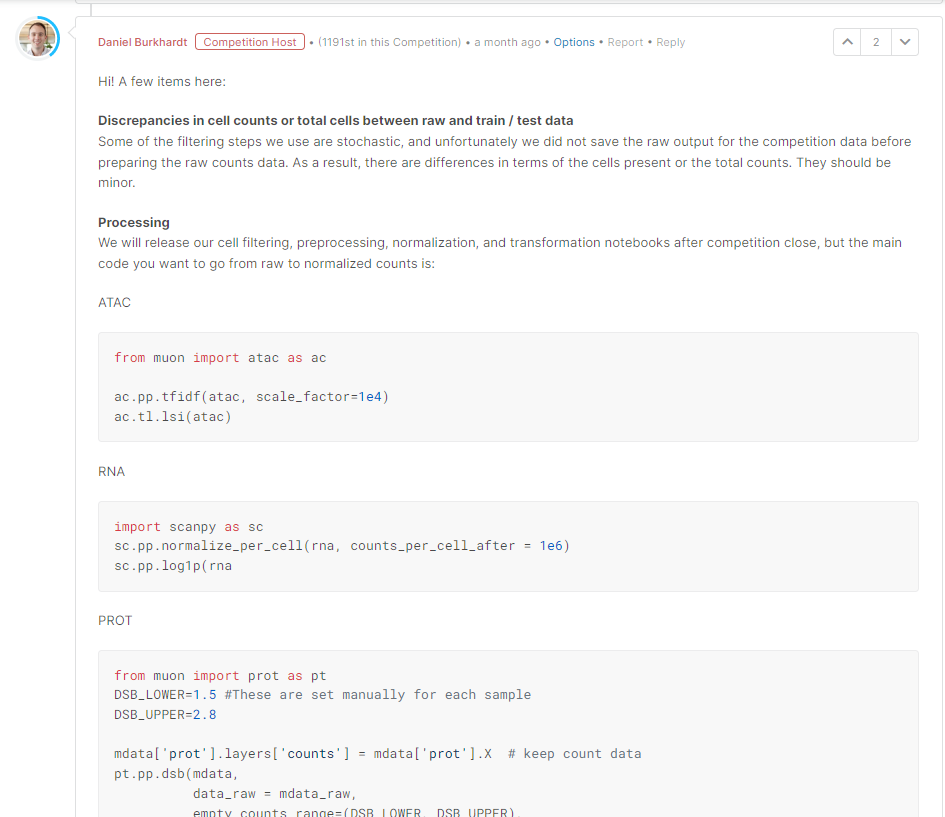 Daniel Burkhardt Competition Host • (1191st in this Competition) • a month ago • Options • Report • Reply 2
Hi! A few items here:
Discrepancies in cell counts or total cells between raw and train / test data
Some of the filtering steps we use are stochastic, and unfortunately we did not save the raw output for the competition data before
preparing the raw counts data. As a result, there are differences in terms of the cells present or the total counts. They should be
minor.
Processing
We will release our cell filtering, preprocessing, normalization, and transformation notebooks after competition close, but the main
code you want to go from raw to normalized counts is:
ATAC
from muon import atac as ac
ac.pp.tfidf(atac, scale_factor=1e4)
ac.tl.lsi(atac)
RNA
import scanpy as sc
sc.pp.normalize_per_cell(rna, counts_per_cell_after = 1e6)
sc.pp.log1p(rna
PROT
from muon import prot as pt
DSB_LOWER=1.5 #These are set manually for each sample
DSB_UPPER=2.8
mdata['prot'].layers['counts'] = mdata['prot'].X  # keep count data
pt.pp.dsb(mdata,
data_raw = mdata_raw,
empty_counts_range=(DSB_LOWER, DSB_UPPER),